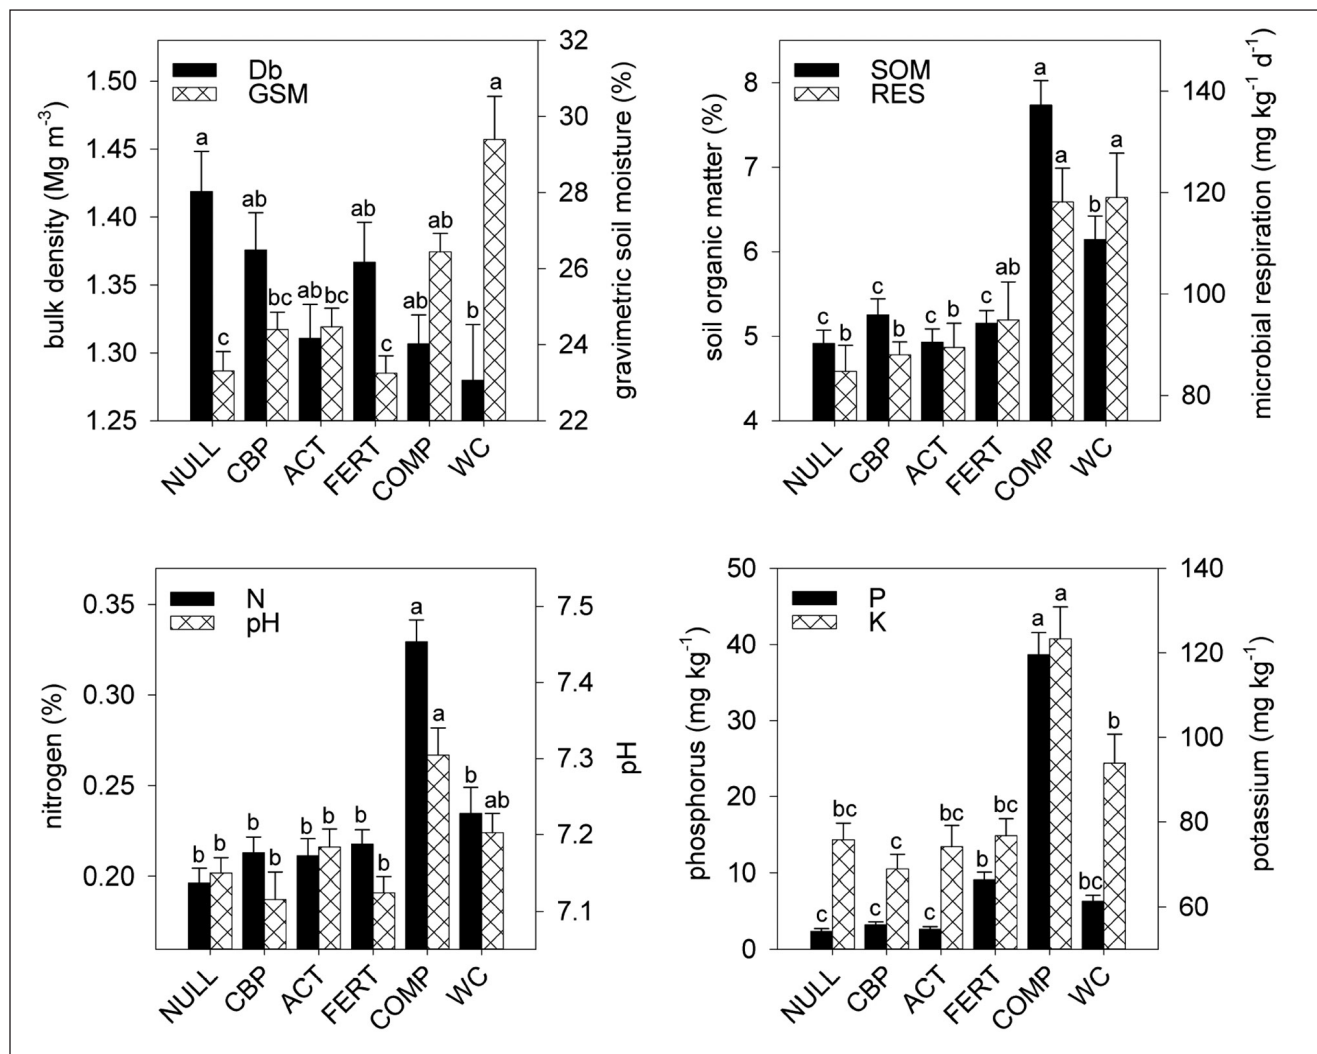 Db
GSM
bulk density (Mg m-3)
1.50
1.45
1.40
1.35
1.30
1.25
32
30
28
26
24
22
gravimetric soil moisture (%)
a c ab bc ab bc ab c ab ab b a
NULL CBP ACT FERT COMP WC
SOM
RES
soil organic matter (%)
8
7
6
5
4
140
120
100
80
microbial respiration (mg kg-1 d-1)
c b c b c b c ab a a b a
NULL CBP ACT FERT COMP WC
N
pH
nitrogen (%)
0.35
0.30
0.25
0.20
7.5
7.4
7.3
7.2
7.1
pH
b b b b b b b b a a b ab
NULL CBP ACT FERT COMP WC
P
K
phosphorus (mg kg-1)
50
40
30
20
10
0
140
120
100
80
60
potassium (mg kg-1)
c bc c c c bc b bc a a bc b
NULL CBP ACT FERT COMP WC